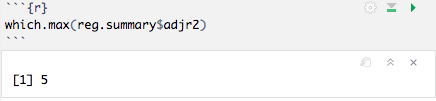 ```{r}
which.max(reg.summary$adjr2)
```
[1] 5